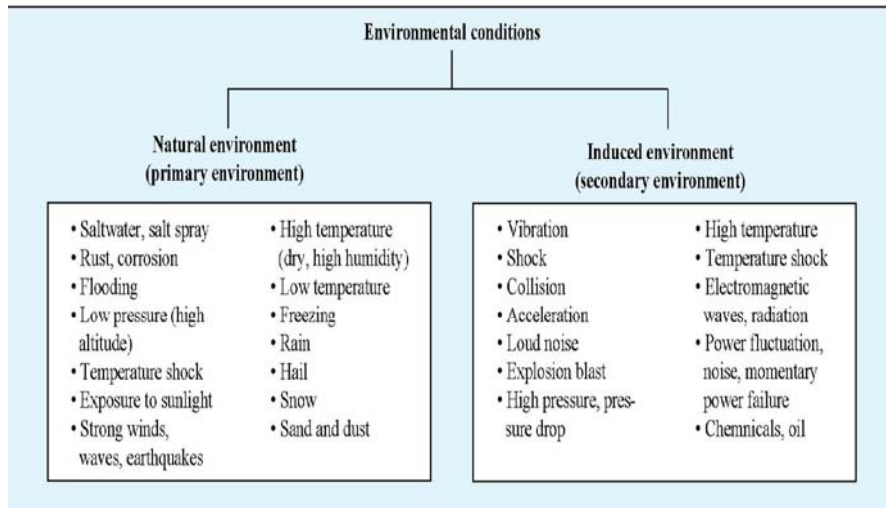 Environmental conditions
Natural environment
(primary environment)
• Saltwater, salt spray
• Rust, corrosion
• Flooding
• Low pressure (high
altitude)
• Temperature shock
• Exposure to sunlight
• Strong winds,
waves, earthquakes
• High temperature
(dry, high humidity)
• Low temperature
• Freezing
• Rain
• Hail
• Snow
• Sand and dust
Induced environment
(secondary environment)
• Vibration
• Shock
• Collision
• Acceleration
• Loud noise
• Explosion blast
• High pressure, pres-
sure drop
• High temperature
• Temperature shock
• Electromagnetic
waves, radiation
• Power fluctuation,
noise, momentary
power failure
• Chemnicals, oil